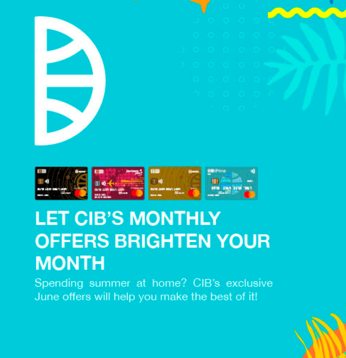 LET CIB'S MONTHLY
OFFERS BRIGHTEN YOUR
MONTH
Spending summer at home? CIB's exclusive
June offers will help you make the best of it!